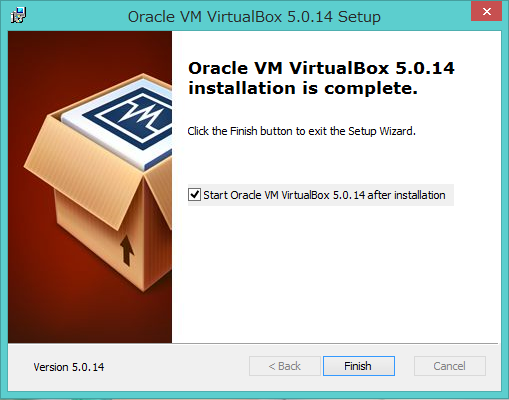 Oracle VM VirtualBox 5.0.14 Setup
Oracle VM VirtualBox 5.0.14
installation is complete.
Click the Finish button to exit the Setup Wizard.
Start Oracle VM VirtualBox 5.0.14 after installation
Version 5.0.14
< Back
Finish
Cancel